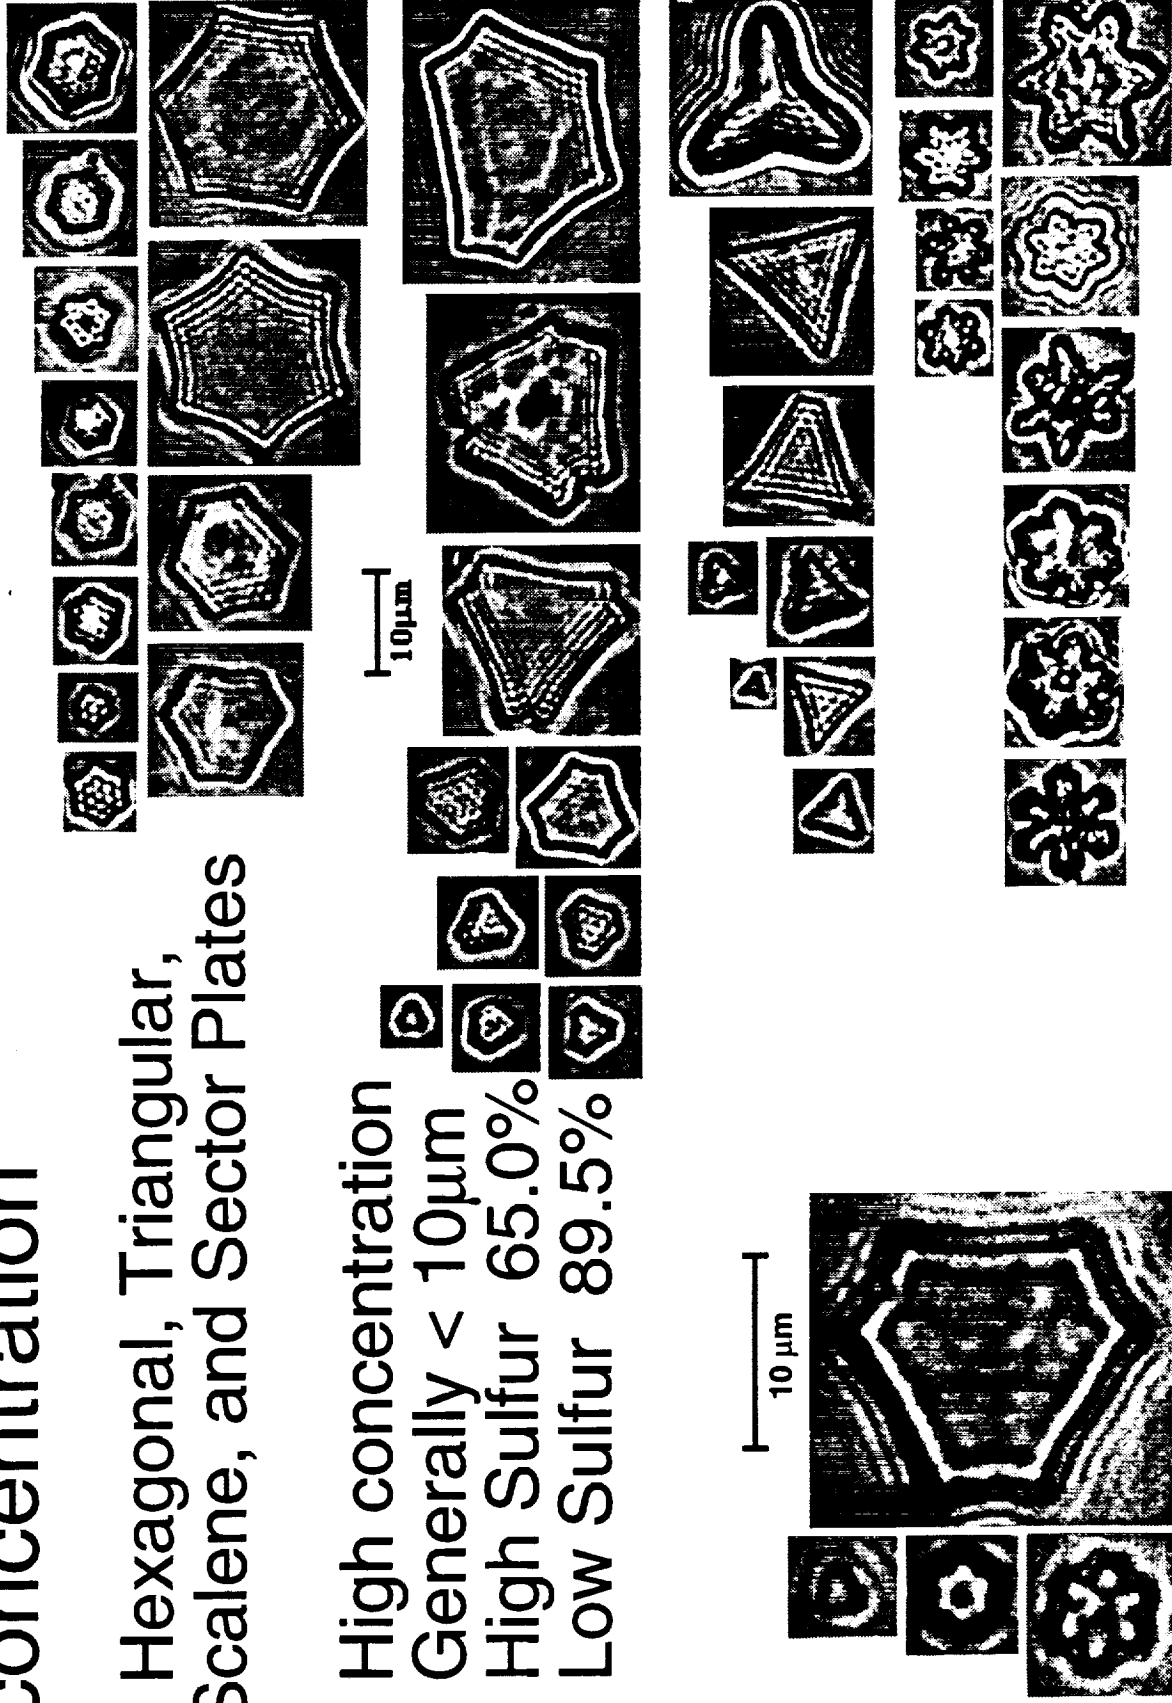 concentration
Hexagonal, Triangular,
Scalene, and Sector Plates
High concentration
Generally < 10µm
High Sulfur 65.0%
Low Sulfur 89.5%
10µm
10 µm